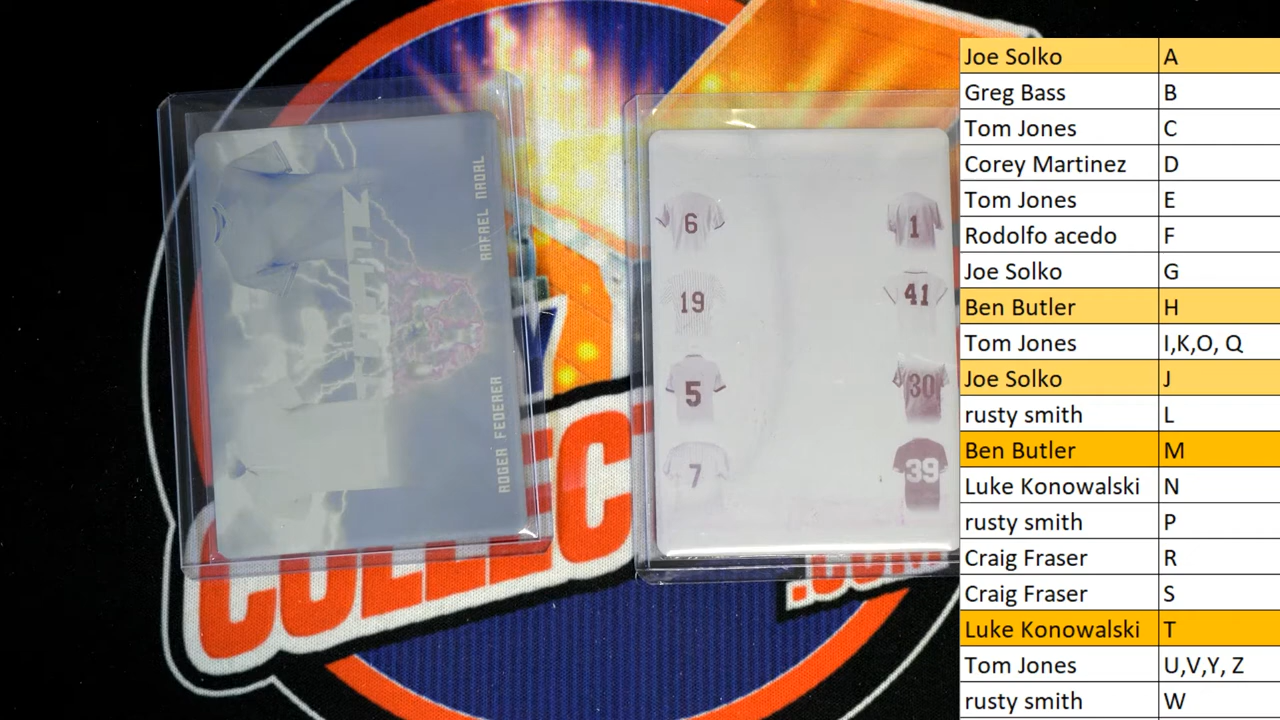 RAFAEL NADAL
ROGER FEDERER
6
1
19
41
5
30
7
39
COLLECT
.COM
Joe Solko A
Greg Bass B
Tom Jones C
Corey Martinez D
Tom Jones E
Rodolfo acedo F
Joe Solko G
Ben Butler H
Tom Jones I,K,O, Q
Joe Solko J
rusty smith L
Ben Butler M
Luke Konowalski N
rusty smith P
Craig Fraser R
Craig Fraser S
Luke Konowalski T
Tom Jones U,V,Y, Z
rusty smith W